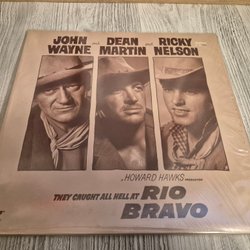 JOHN WAYNE
DEAN MARTIN
RICKY NELSON
HOWARD HAWKS
THEY CAUGHT ALL HELL AT RIO
BRAVO